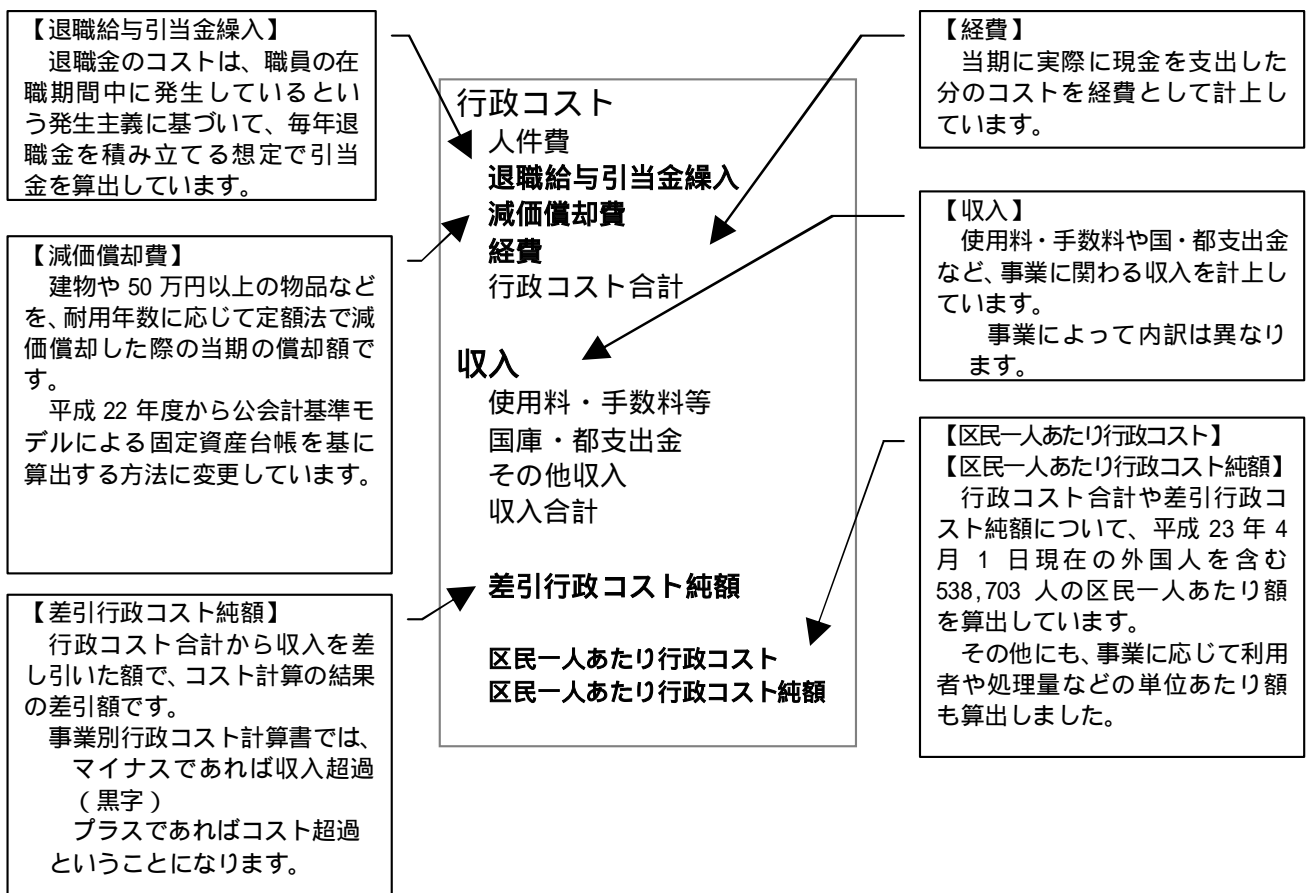 【退職給与引当金繰入】
退職金のコストは、職員の在
職期間中に発生しているとい
う発生主義に基づいて、毎年退
職金を積み立てる想定で引当
金を算出しています。
【減価償却費】
建物や 50 万円以上の物品など
を、耐用年数に応じて定額法で減
価償却した際の当期の償却額で
す。
平成 22 年度から公会計基準モ
デルによる固定資産台帳を基に
算出する方法に変更しています。
【差引行政コスト純額】
行政コスト合計から収入を差
し引いた額で、コスト計算の結果
の差引額です。
事業別行政コスト計算書では、
マイナスであれば収入超過
(黒字)
プラスであればコスト超過
ということになります。
行政コスト
人件費
退職給与引当金繰入
減価償却費
経費
行政コスト合計
収入
使用料・手数料等
国庫・都支出金
その他収入
収入合計
差引行政コスト純額
区民一人あたり行政コスト
区民一人あたり行政コスト純額
【経費】
当期に実際に現金を支出した
分のコストを経費として計上し
ています。
【収入】
使用料・手数料や国・都支出金
など、事業に関わる収入を計上し
ています。
事業によって内訳は異なり
ます。
【区民一人あたり行政コスト】
【区民一人あたり行政コスト純額】
行政コスト合計や差引行政コ
スト純額について、平成 23 年 4
月 1 日現在の外国人を含む
538,703 人の区民一人あたり額
を算出しています。
その他にも、事業に応じて利用
者や処理量などの単位あたり額
も算出しました。